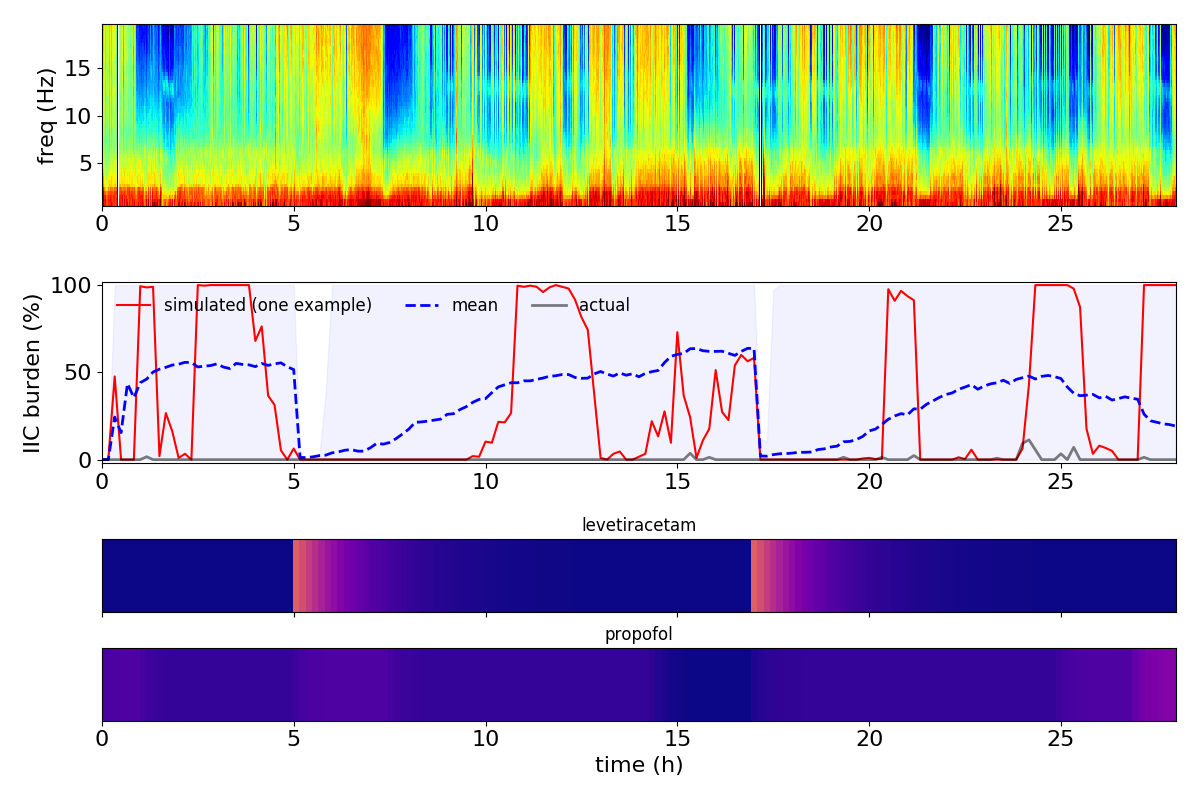 freq (Hz)
15
10
5
0 5 10 15 20 25
IIC burden (%)
100
50
0
simulated (one example) mean actual
0 5 10 15 20 25
levetiracetam
propofol
0 5 10 15 20 25
time (h)